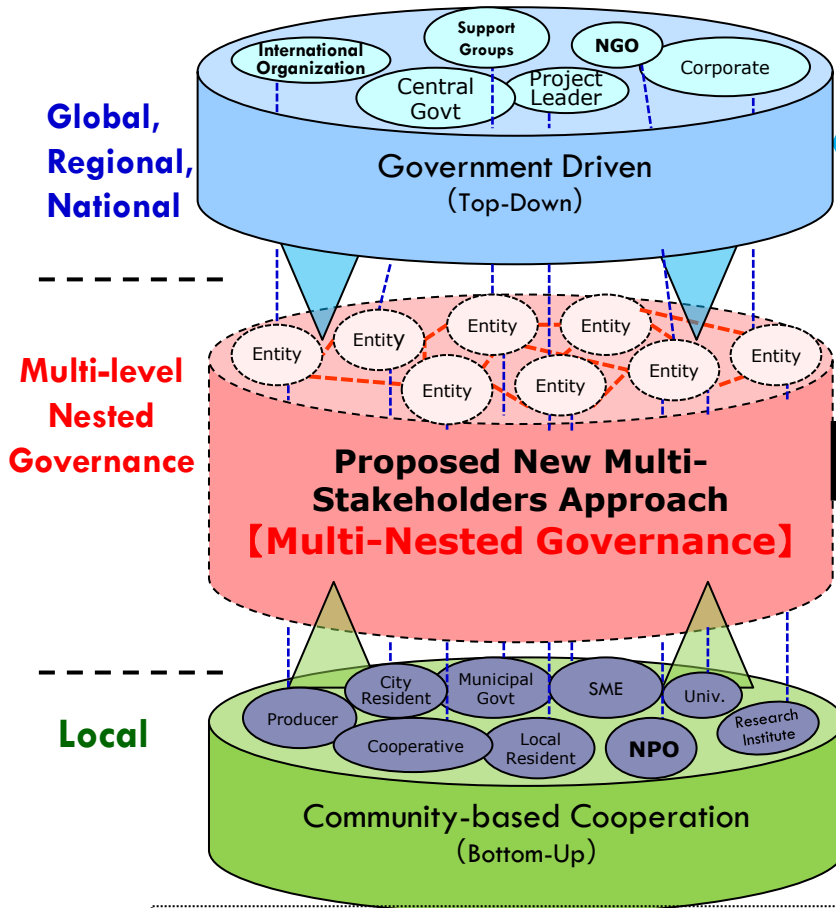 Support
Groups
NGO
International
Organization
Corporate
Central
Govt
Project
Leader
Global,
Regional,
National
Government Driven
(Top-Down)
Entity
Entity
Entity
Entity
Entity
Entity
Entity
Entity
Entity
Multi-level
Nested
Governance
Proposed New Multi-
Stakeholders Approach
【Multi-Nested Governance】
City
Resident
Municipal
Govt
SME
Univ.
Producer
Research
Institute
Cooperative
Local
Resident
NPO
Local
Community-based Cooperation
(Bottom-Up)